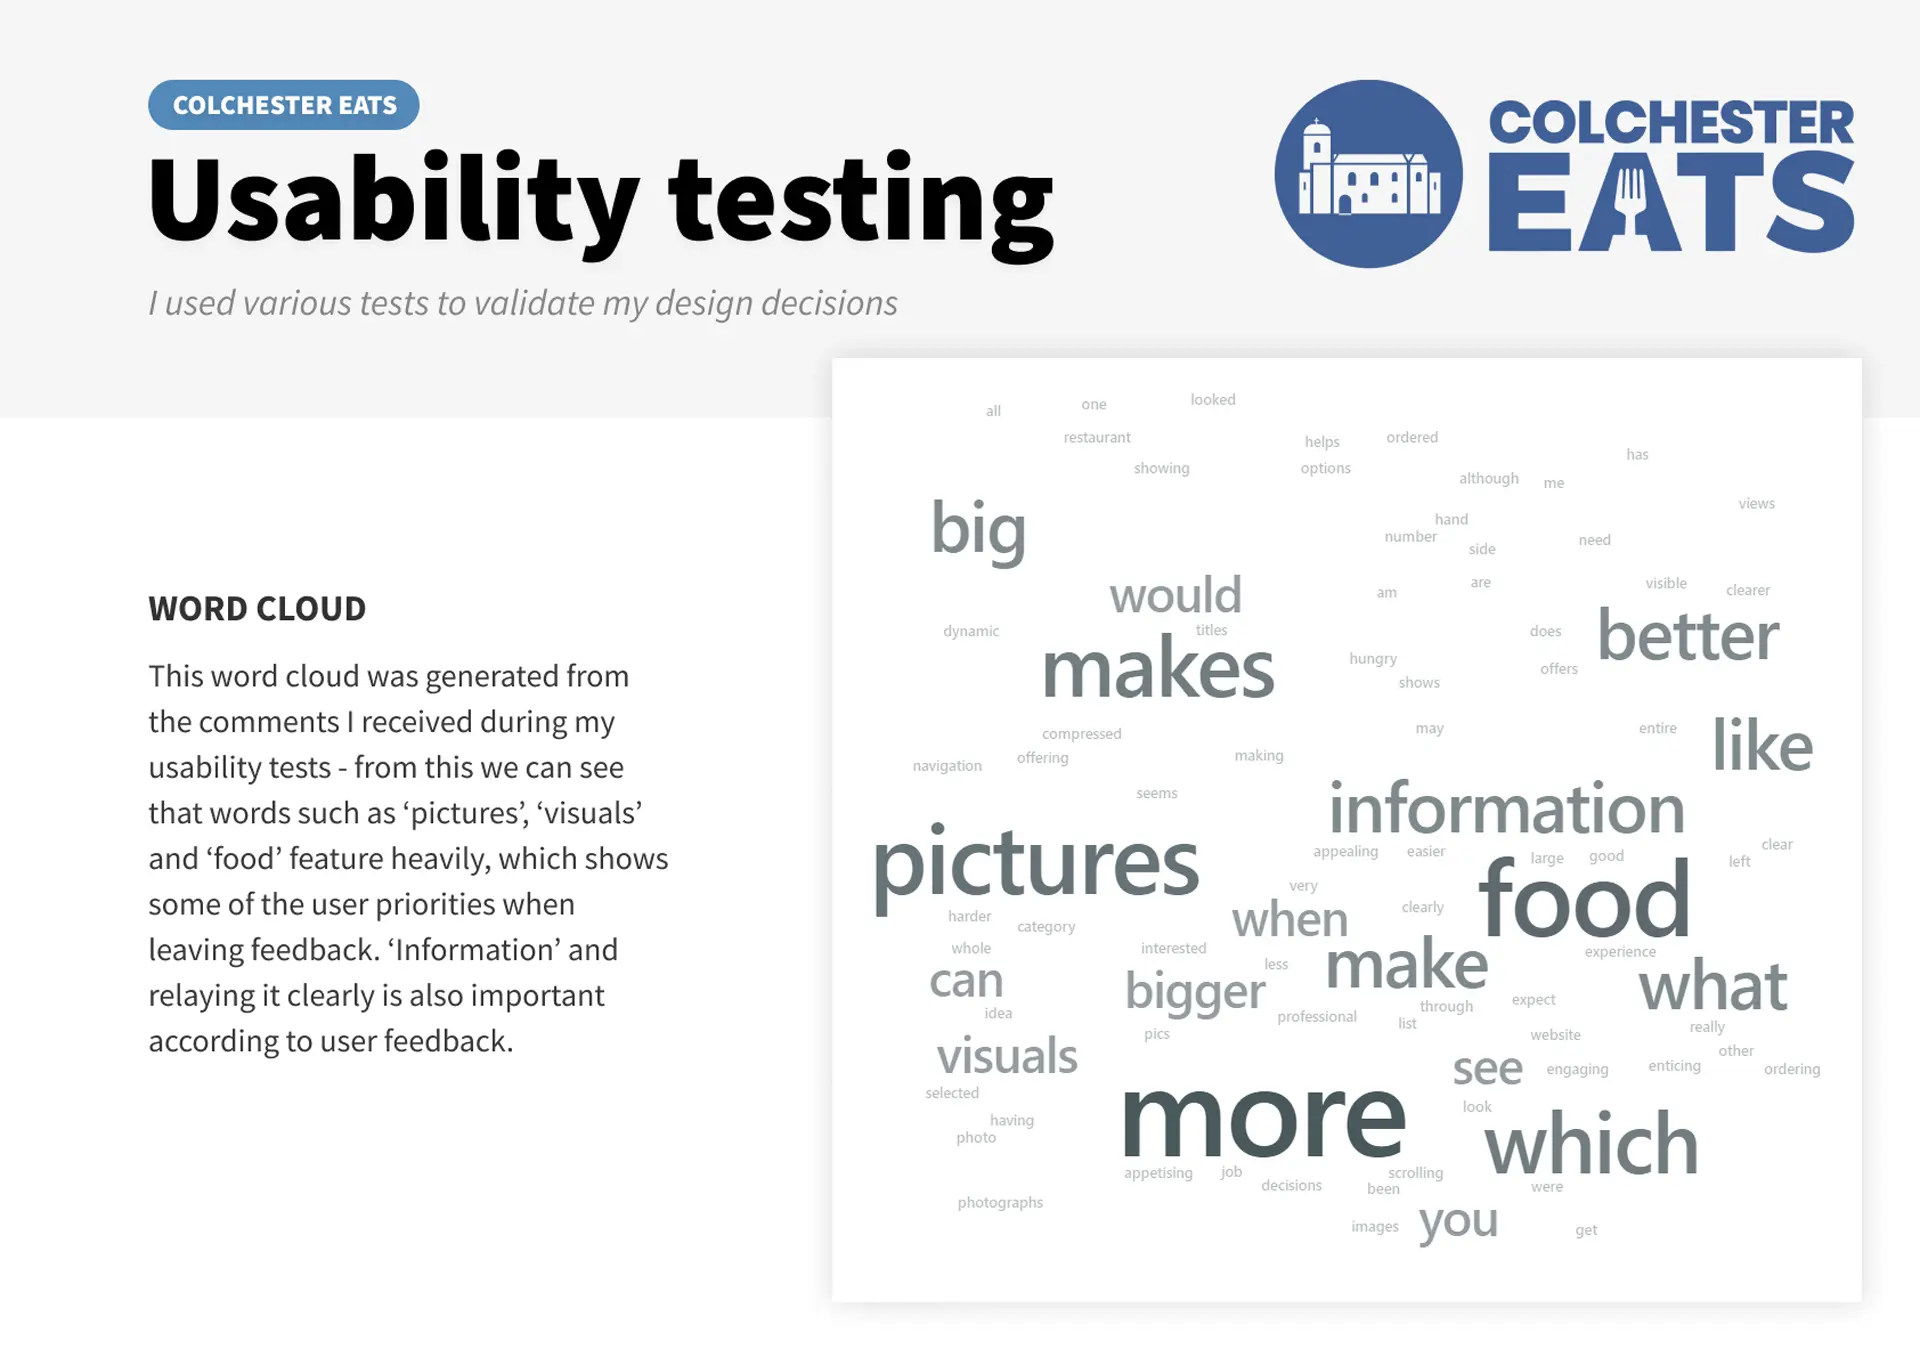 COLCHESTER EATS
Usability testing
I used various tests to validate my design decisions
COLCHESTER
EATS
WORD CLOUD
This word cloud was generated from
the comments I received during my
usability tests - from this we can see
that words such as ‘pictures’, ‘visuals’
and ‘food’ feature heavily, which shows
some of the user priorities when
leaving feedback. ‘Information’ and
relaying it clearly is also important
according to user feedback.
all
one
looked
restaurant
helps
ordered
showing
options
has
although
me
views
big
hand
number
side
need
would
am
are
visible
clearer
dynamic
titles
does
better
makes
hungry
offers
shows
compressed
may
entire
like
navigation
offering
making
seems
information
pictures
appealing
easier
large
good
left
clear
food
very
harder
category
when
clearly
whole
interested
less
make
experience
can
bigger
what
idea
professional
through
expect
list
pics
website
really
visuals
see
engaging
enticing
other
ordering
selected
more
look
having
photo
which
appetising
job
decisions
scrolling
been
were
photographs
images
you
get